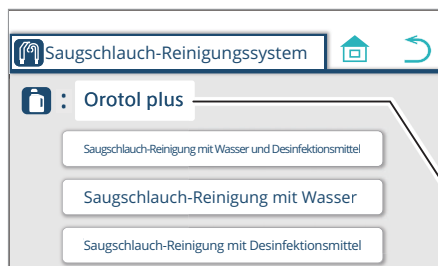 Saugschlauch-Reinigungssystem
: Orotol plus
Saugschlauch-Reinigung mit Wasser und Desinfektionsmittel
Saugschlauch-Reinigung mit Wasser
Saugschlauch-Reinigung mit Desinfektionsmittel